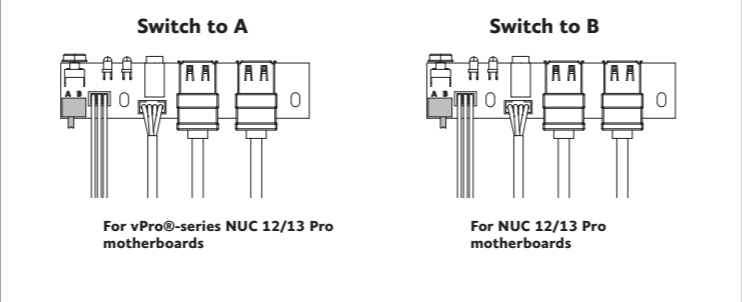 Switch to A
Switch to B
A B
A B
For vPro®-series NUC 12/13 Pro
motherboards
For NUC 12/13 Pro
motherboards